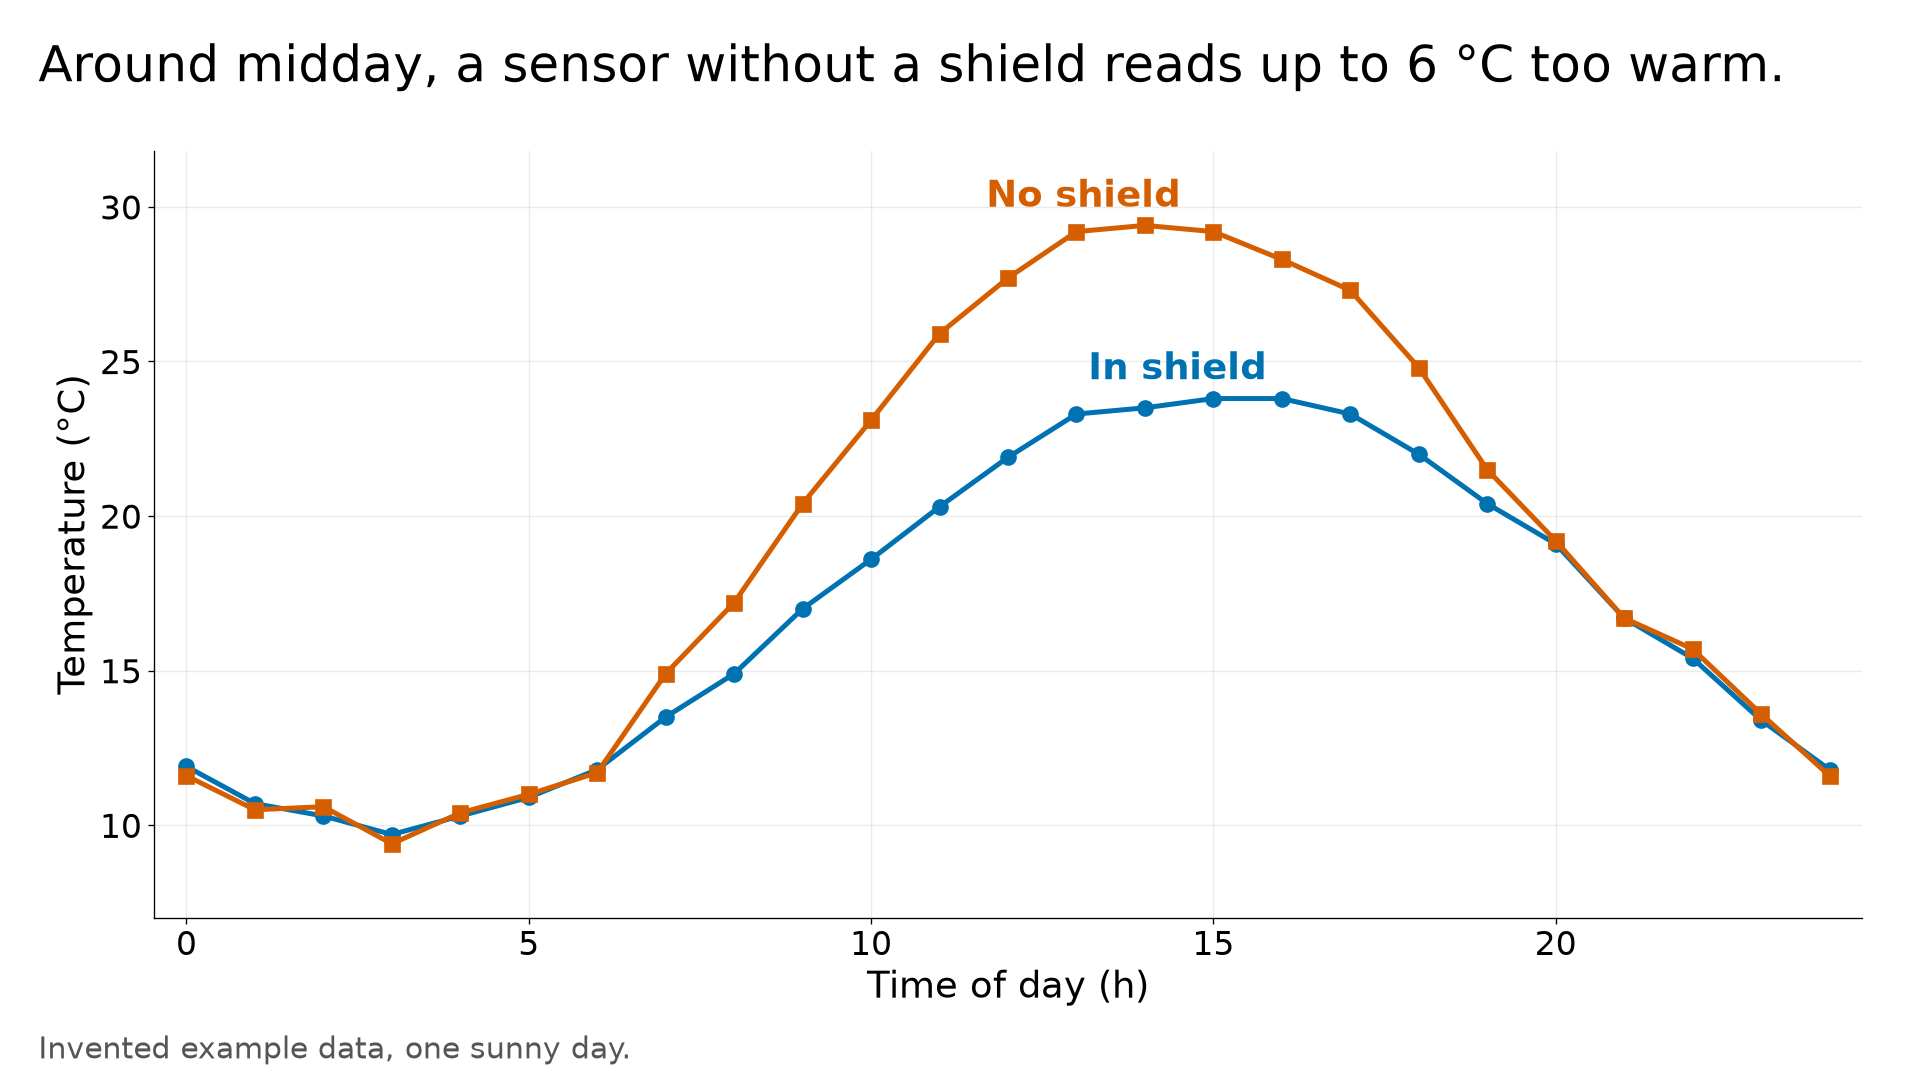 Around midday, a sensor without a shield reads up to 6 °C too warm.
No shield
In shield
Temperature (°C)
30
25
20
15
10
0
5
10
15
20
Time of day (h)
Invented example data, one sunny day.